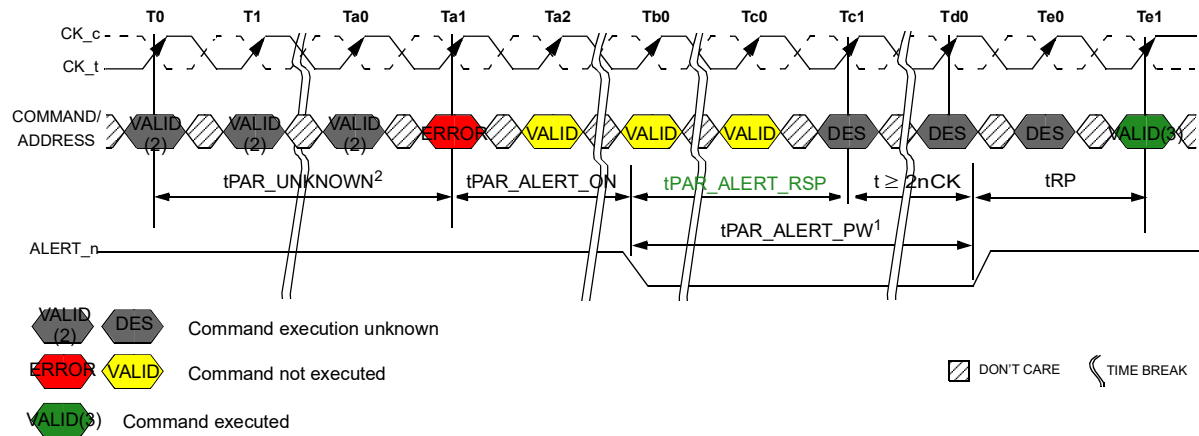 T0 T1 Ta0 Ta1 Ta2 Tb0 Tc0 Tc1 Td0 Te0 Te1
CK_c
CK_t
COMMAND/
ADDRESS
VALID
(2)
VALID
(2)
VALID
(2)
ERROR
VALID
VALID
VALID
DES
DES
DES
VALID(3)
tPAR_UNKNOWN²
tPAR_ALERT_ON
tPAR_ALERT_RSP
t ≥ 2nCK
tRP
tPAR_ALERT_PW¹
ALERT_n
VALID
(2)
DES
Command execution unknown
ERROR
VALID
Command not executed
DON'T CARE
TIME BREAK
VALID(3)
Command executed